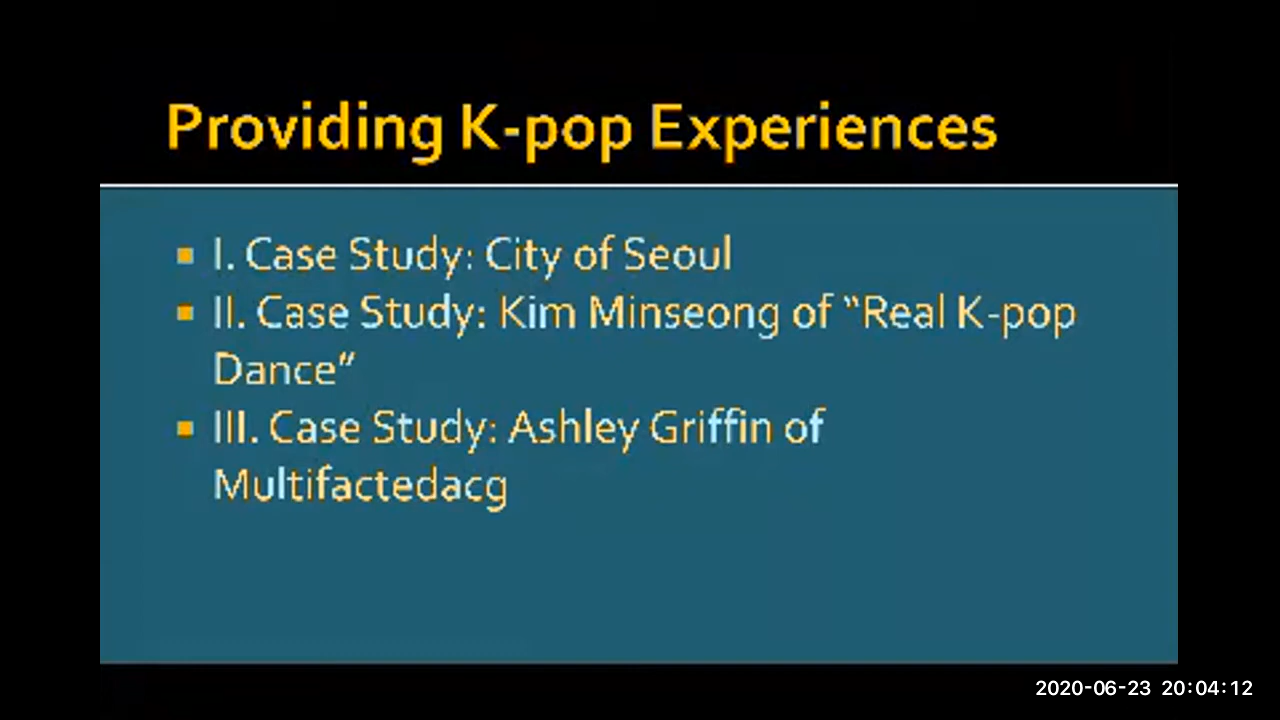 Providing K-pop Experiences
I. Case Study: City of Seoul
II. Case Study: Kim Minseong of “Real K-pop
Dance”
III. Case Study: Ashley Griffin of
Multifactedacg
2020-06-23 20:04:12